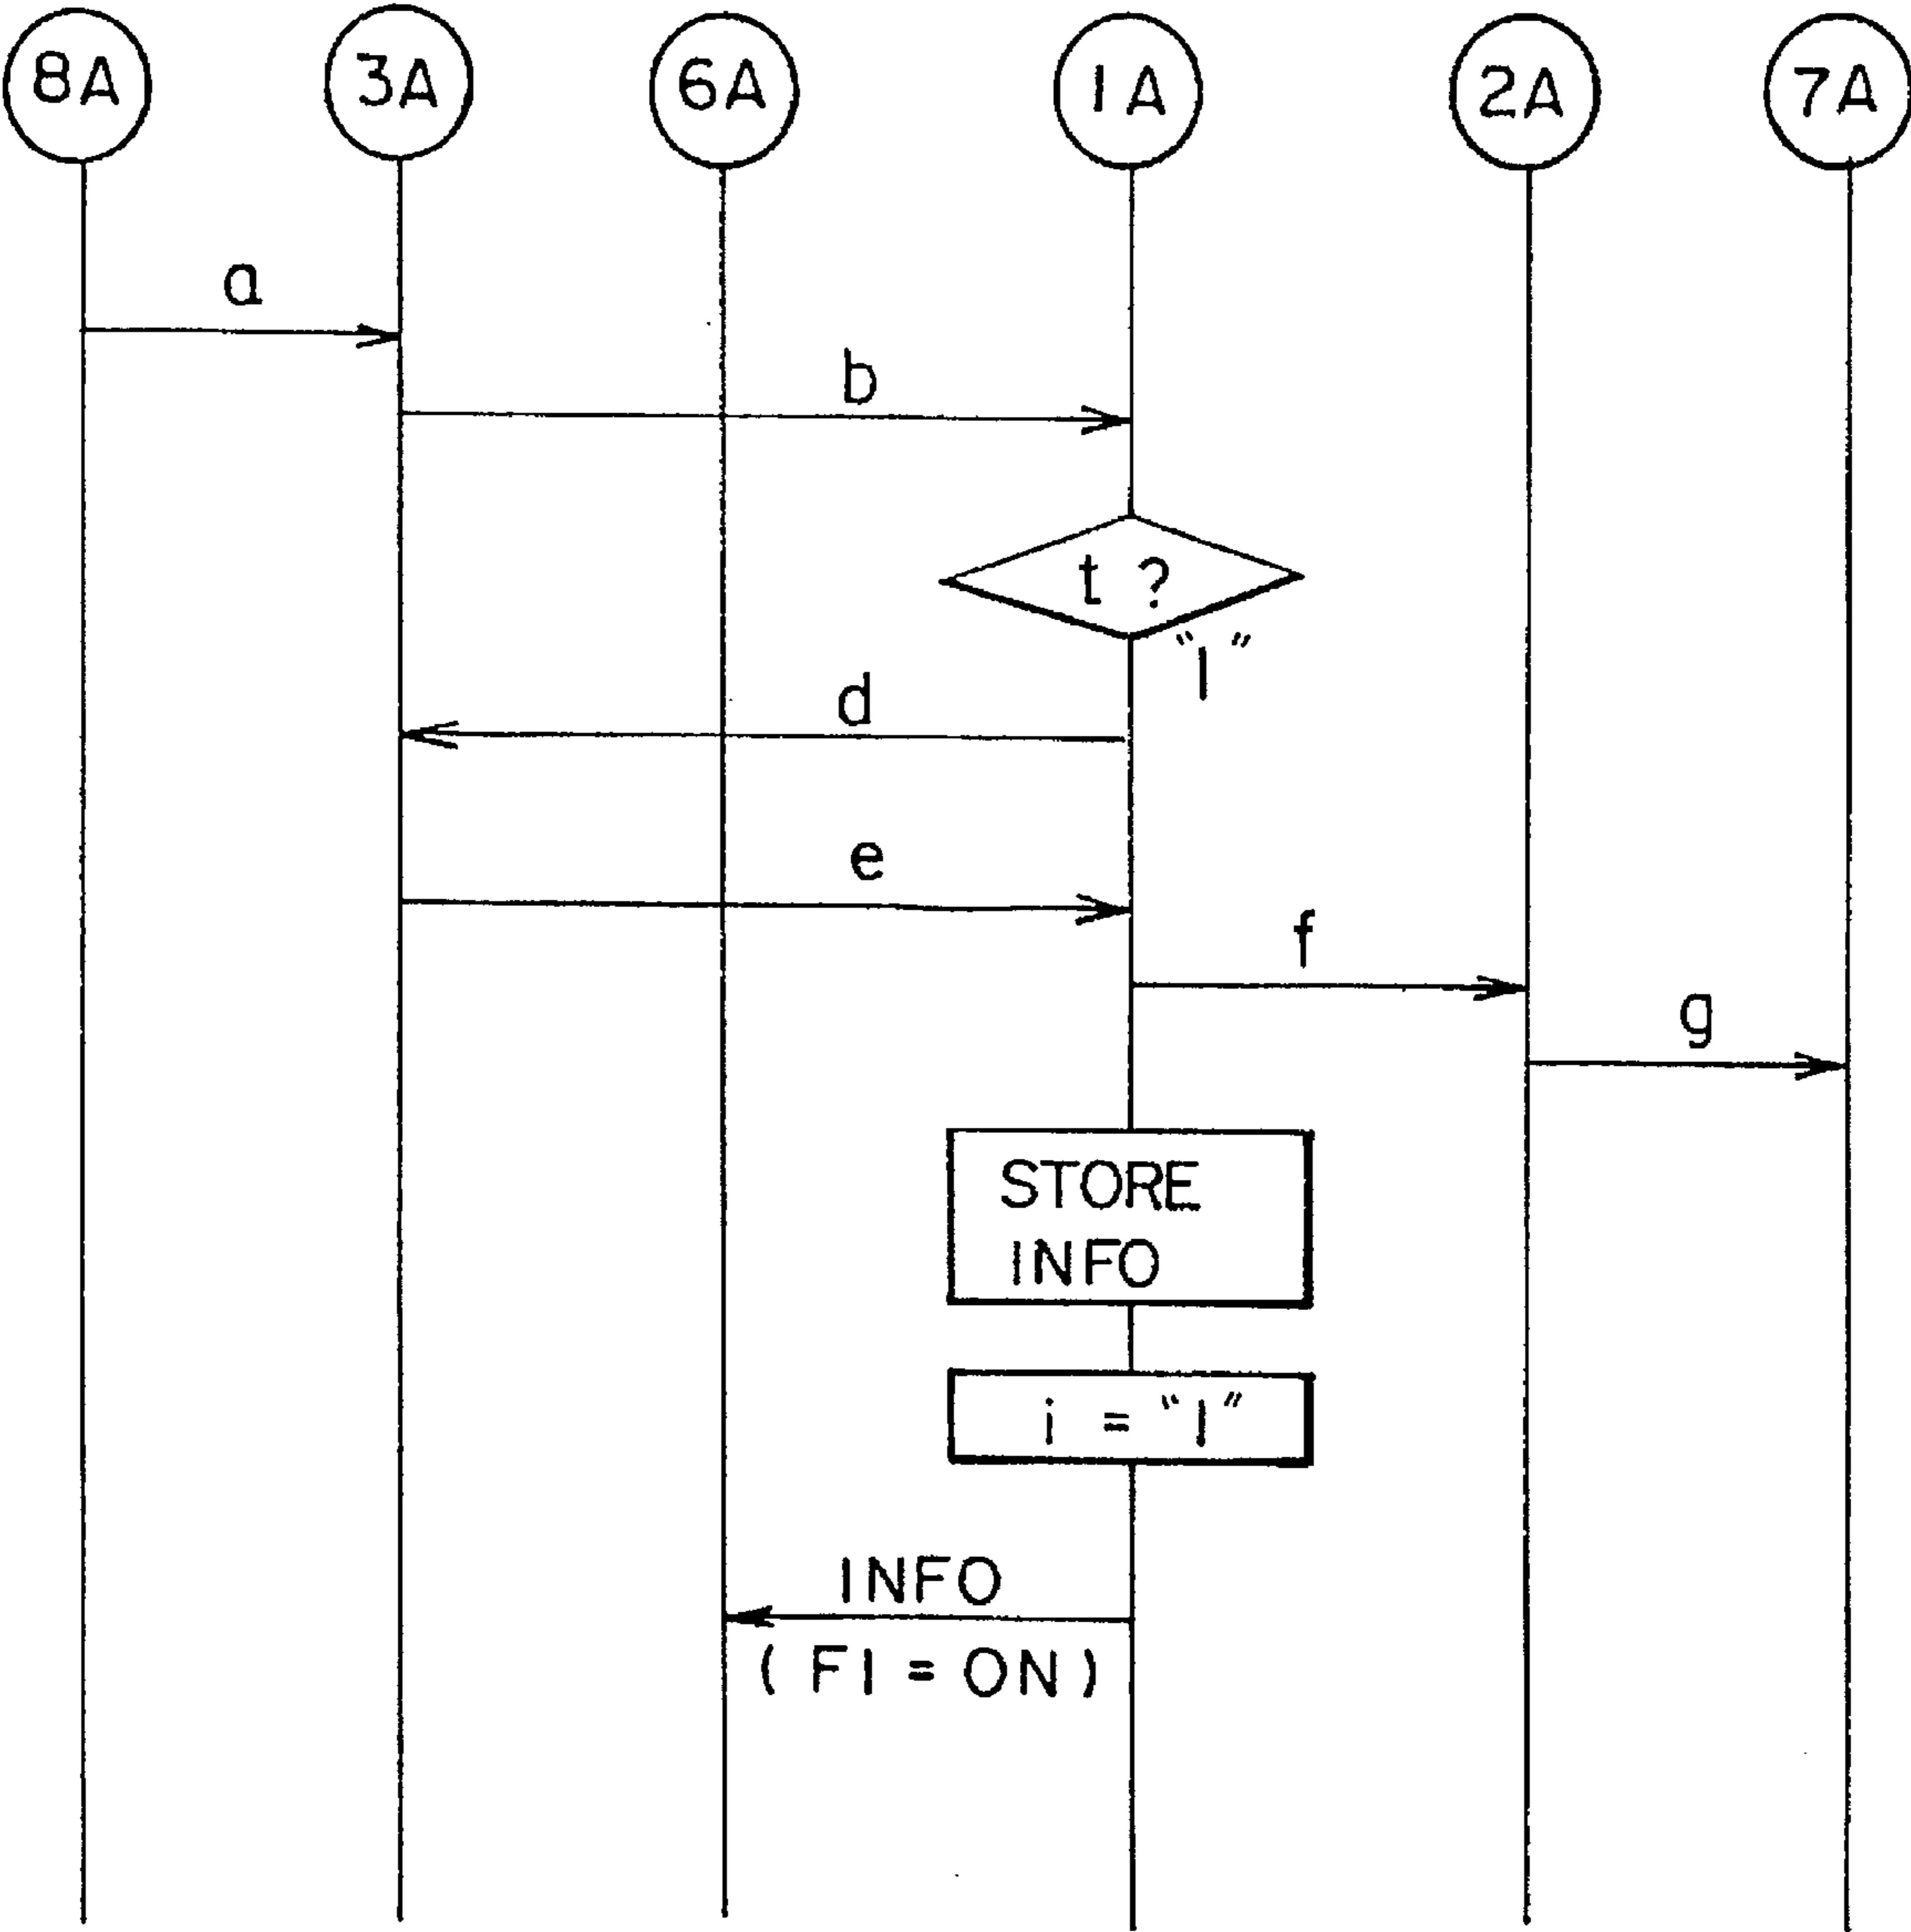 8A 3A 6A 1A 2A 7A
a
b
t ?
"1"
d
e
f
g
STORE
INFO
i = "1"
INFO
( F1 = ON )